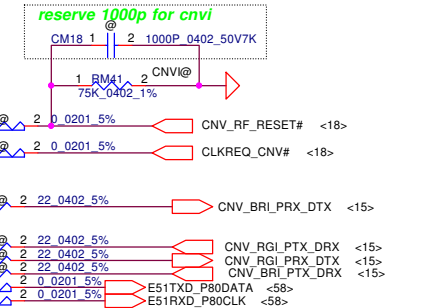 reserve 1000p for cnvi
@
CM18 1 2 1000P_0402_50V7K
1 RM41 2 CNVI@
75K_0402_1%
@ 2 0_0201_5% CNV_RF_RESET# <18>
@ 2 0_0201_5% CLKREQ_CNV# <18>
@ 2 22_0402_5% CNV_BRI_PRX_DTX <15>
@ 2 22_0402_5% CNV_RGI_PTX_DRX <15>
@ 2 22_0402_5% CNV_RGI_PRX_DTX <15>
@ 2 22_0402_5% CNV_BRI_PTX_DRX <15>
2 0_0201_5% E51TXD_P80DATA <58>
2 0_0201_5% E51RXD_P80CLK <58>